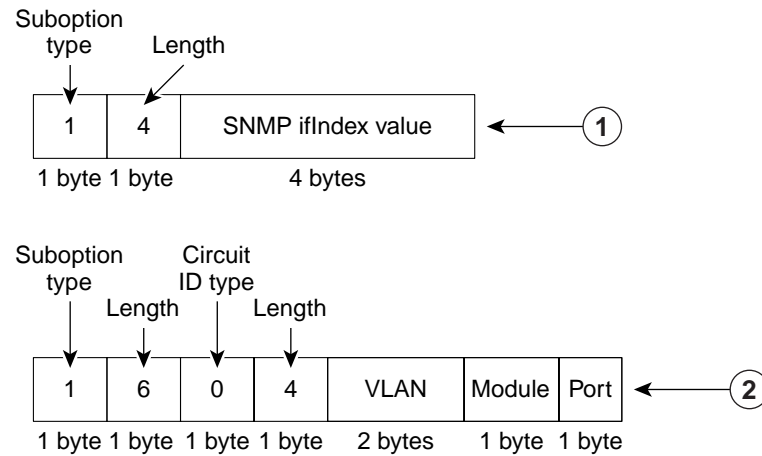 Suboption
type
Length
1 4 SNMP ifIndex value 1
1 byte 1 byte 4 bytes
Suboption
type
Circuit
ID type
Length Length
1 6 0 4 VLAN Module Port 2
1 byte 1 byte 1 byte 1 byte 2 bytes 1 byte 1 byte